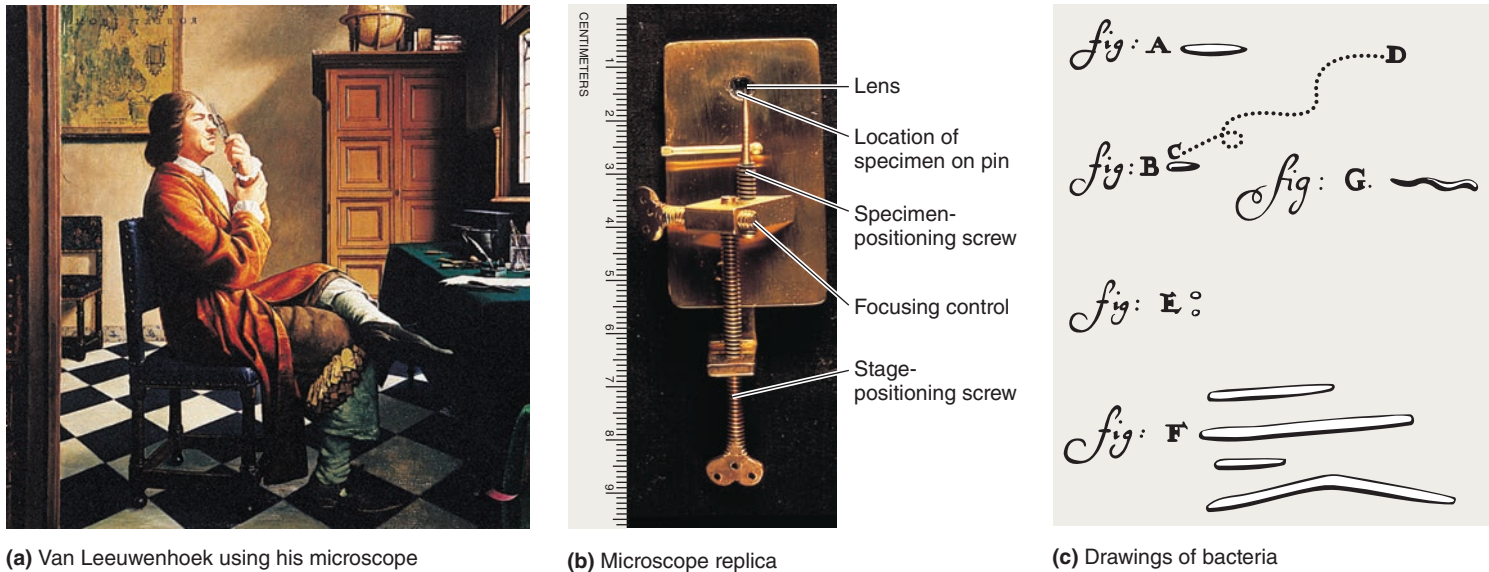 CENTIMETERS
1
2
3
4
5
6
7
8
9
Lens
Location of
specimen on pin
Specimen-
positioning screw
Focusing control
Stage-
positioning screw
fig: A
D
C
fig: B
fig: G.
fig: E
fig: F
(a) Van Leeuwenhoek using his microscope
(b) Microscope replica
(c) Drawings of bacteria